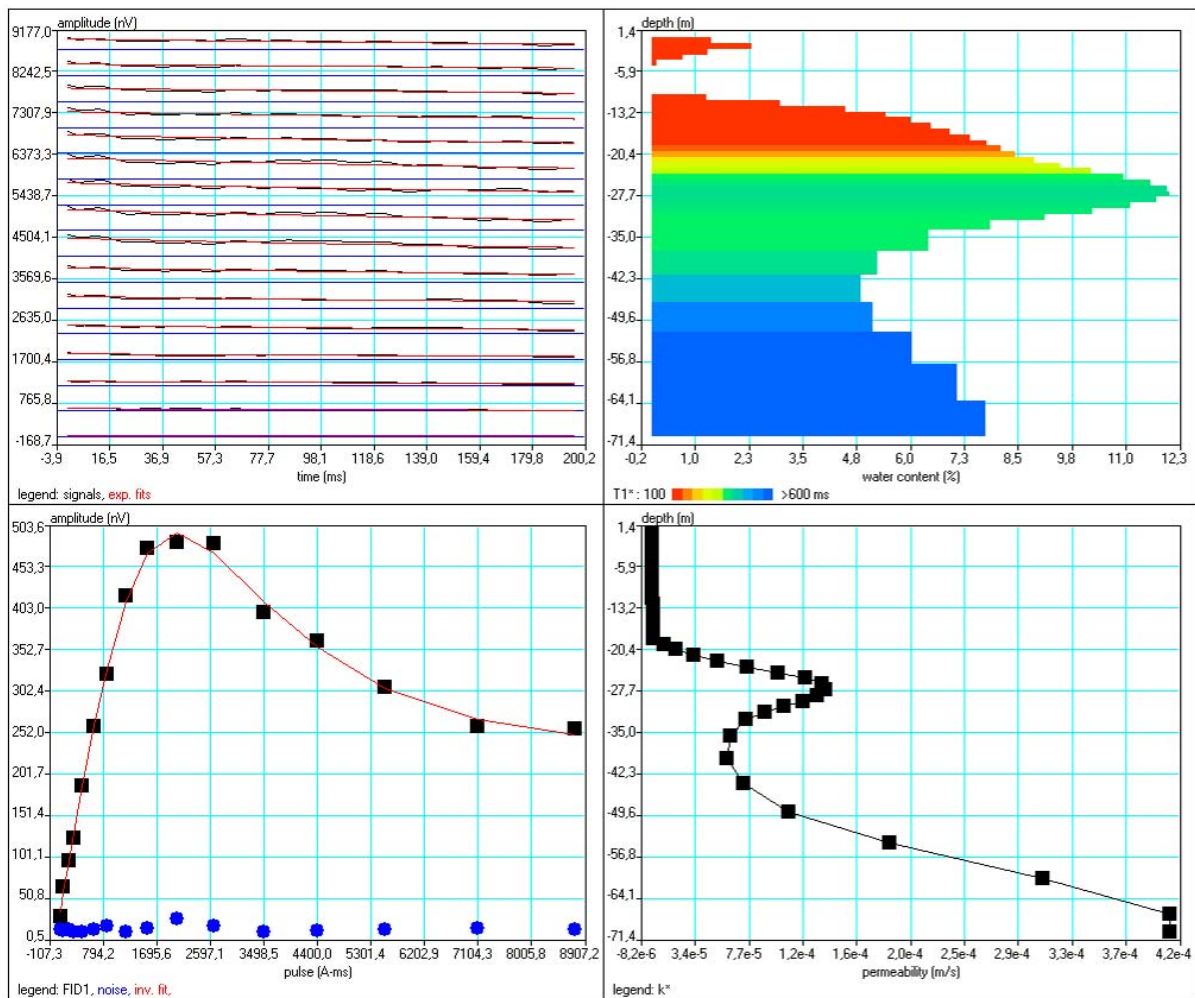 amplitude (nV)
9177,0
8242,5
7307,9
6373,3
5438,7
4504,1
3569,6
2635,0
1700,4
765,8
-168,7
-3,9 16,5 36,9 57,3 77,7 98,1 118,6 139,0 159,4 179,8 200,2
time (ms)
legend: signals, exp. fits
depth (m)
1,4
-5,9
-13,2
-20,4
-27,7
-35,0
-42,3
-49,6
-56,8
-64,1
-71,4
-0,2 1,0 2,3 3,5 4,8 6,0 7,3 8,5 9,8 11,0 12,3
water content (%)
T1* : 100 >600 ms
amplitude (nV)
503,6
453,3
403,0
352,7
302,4
252,0
201,7
151,4
101,1
50,8
0,5
-107,3 794,2 1695,6 2597,1 3498,5 4400,0 5301,4 6202,9 7104,3 8005,8 8907,2
pulse (A-ms)
legend: FID1, noise, inv. fit,
depth (m)
1,4
-5,9
-13,2
-20,4
-27,7
-35,0
-42,3
-49,6
-56,8
-64,1
-71,4
-8,2e-6 3,4e-5 7,7e-5 1,2e-4 1,6e-4 2,0e-4 2,4e-4 2,9e-4 3,3e-4 3,7e-4 4,2e-4
permeability (m/s)
legend: k*